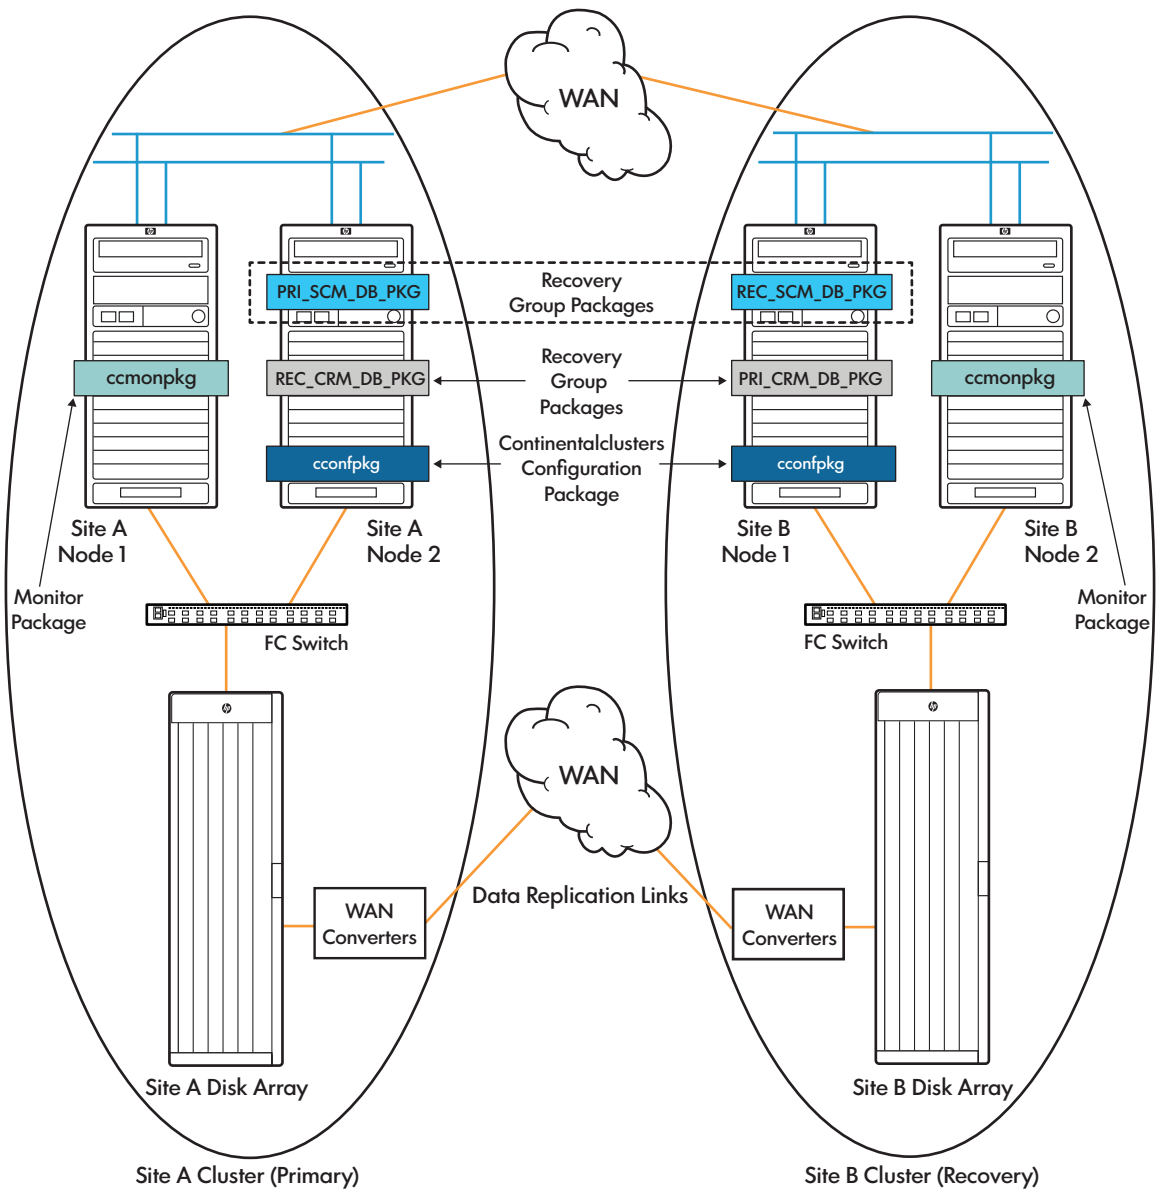 WAN
PRI_SCM_DB_PKG
Recovery
Group Packages
REC_SCM_DB_PKG
ccmonpkg
REC_CRM_DB_PKG
Recovery
Group
Packages
PRI_CRM_DB_PKG
ccmonpkg
cconfpkg
Continentalclusters
Configuration
Package
cconfpkg
Site A
Node 1
Site A
Node 2
Site B
Node 1
Site B
Node 2
Monitor
Package
FC Switch
FC Switch
Monitor
Package
WAN
Data Replication Links
WAN
Converters
WAN
Converters
Site A Disk Array
Site B Disk Array
Site A Cluster (Primary)
Site B Cluster (Recovery)